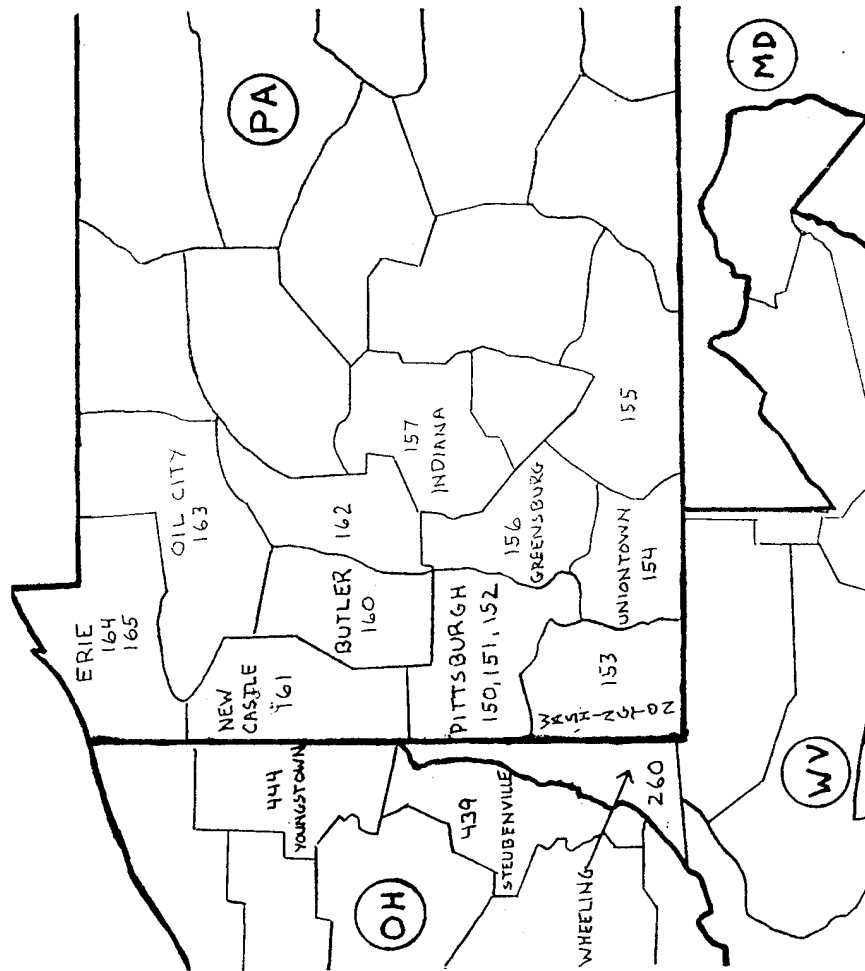 PA
MD
OIL CITY
163
ERIE
164
165
157
INDIANA
155
162
156
GREENSBURG
UNIONTOWN
154
BUTLER
160
NEW
CASTLE
161
PITTSBURGH
150, 151, 152
153
WASHINGTON
444
YOUNGSTOWN
439
STEUBENVILLE
260
WHEELING
OH
WV